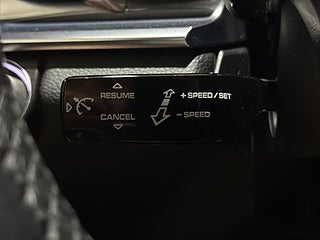 RESUME
+ SPEED/SET
CANCEL
− SPEED